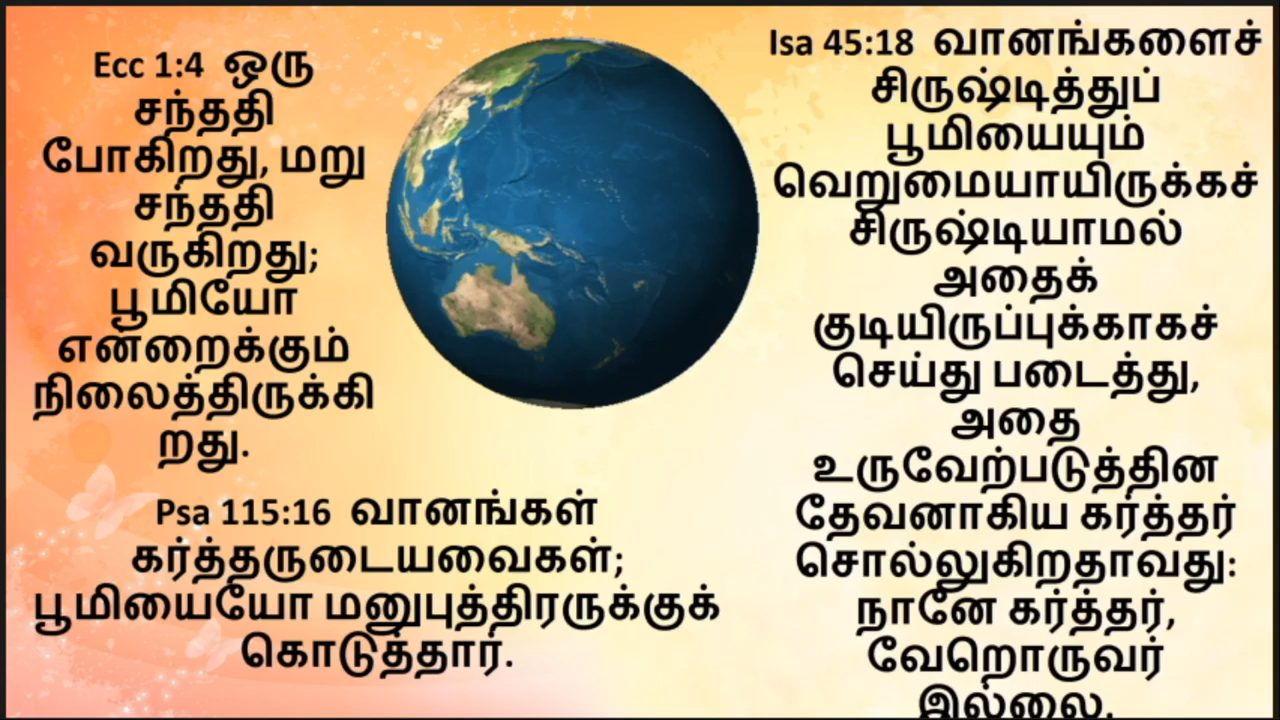 Ecc 1:4 ஒரு
சந்ததி
போகிறது, மறு
சந்ததி
வருகிறது;
பூமியோ
என்றைக்கும்
நிலைத்திருக்கி
றது.
Psa 115:16 வானங்கள்
கர்த்தருடையவைகள்;
பூமியையோ மனுபுத்திரருக்குக்
கொடுத்தார்.
Isa 45:18 வானங்களைச்
சிருஷ்டித்துப்
பூமியையும்
வெறுமையாயிருக்கச்
சிருஷ்டியாமல்
அதைக்
குடியிருப்புக்காகச்
செய்து படைத்து,
அதை
உருவேற்படுத்தின
தேவனாகிய கர்த்தர்
சொல்லுகிறதாவது:
நானே கர்த்தர்,
வேறொருவர்
இல்லை.